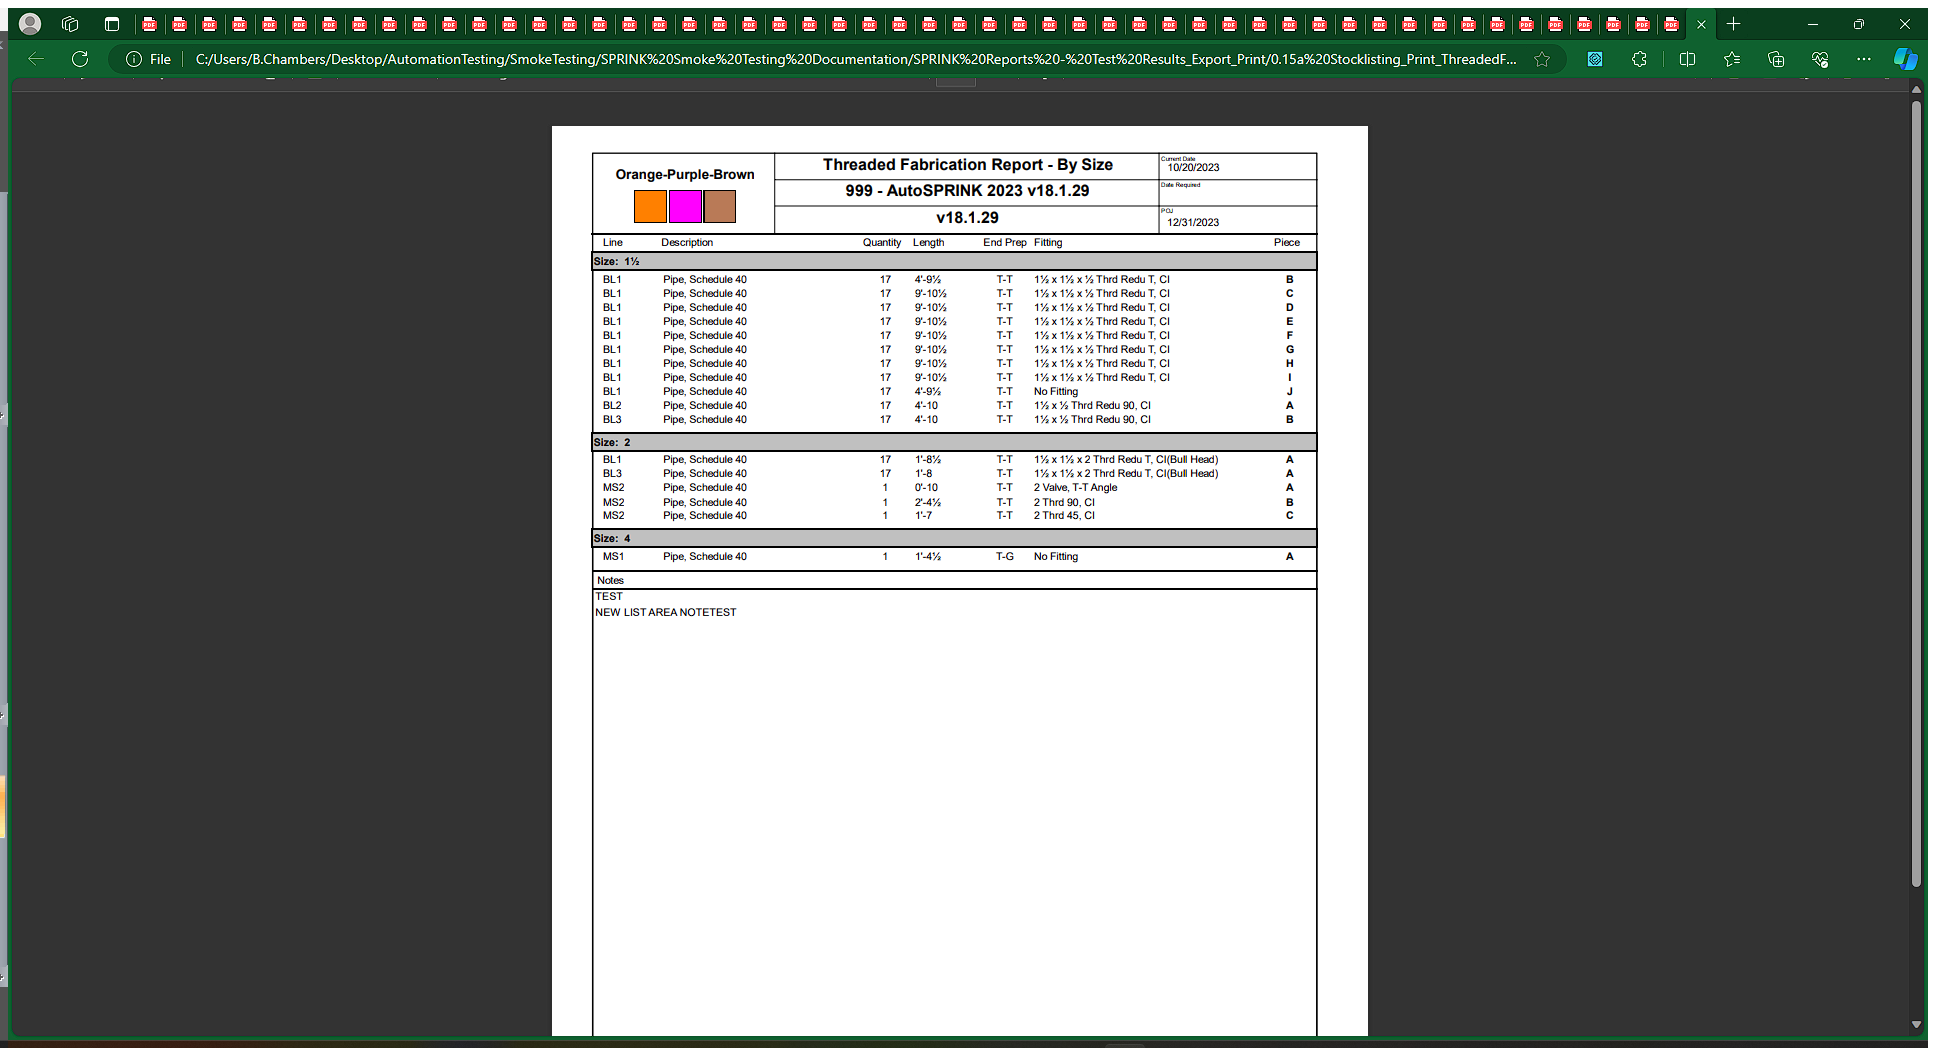 File C:/Users/B.Chambers/Desktop/AutomationTesting/SmokeTesting/SPRINK%20Smoke%20Testing%20Documentation/SPRINK%20Reports%20-%20Test%20Results_Export_Print/0.15a%20Stocklisting_Print_ThreadedF...
Orange-Purple-Brown
Threaded Fabrication Report - By Size
999 - AutoSPRINK 2023 v18.1.29
v18.1.29
Current Date
10/20/2023
Date Required
POJ
12/31/2023
Line Description Quantity Length End Prep Fitting Piece
Size: 1½
BL1 Pipe, Schedule 40 17 4'-9½ T-T 1½ x 1½ x ½ Thrd Redu T, CI B
BL1 Pipe, Schedule 40 17 9'-10½ T-T 1½ x 1½ x ½ Thrd Redu T, CI C
BL1 Pipe, Schedule 40 17 9'-10½ T-T 1½ x 1½ x ½ Thrd Redu T, CI D
BL1 Pipe, Schedule 40 17 9'-10½ T-T 1½ x 1½ x ½ Thrd Redu T, CI E
BL1 Pipe, Schedule 40 17 9'-10½ T-T 1½ x 1½ x ½ Thrd Redu T, CI F
BL1 Pipe, Schedule 40 17 9'-10½ T-T 1½ x 1½ x ½ Thrd Redu T, CI G
BL1 Pipe, Schedule 40 17 9'-10½ T-T 1½ x 1½ x ½ Thrd Redu T, CI H
BL1 Pipe, Schedule 40 17 9'-10½ T-T 1½ x 1½ x ½ Thrd Redu T, CI I
BL1 Pipe, Schedule 40 17 4'-9½ T-T No Fitting J
BL2 Pipe, Schedule 40 17 4'-10 T-T 1½ x ½ Thrd Redu 90, CI A
BL3 Pipe, Schedule 40 17 4'-10 T-T 1½ x ½ Thrd Redu 90, CI B
Size: 2
BL1 Pipe, Schedule 40 17 1'-8½ T-T 1½ x 1½ x 2 Thrd Redu T, CI(Bull Head) A
BL3 Pipe, Schedule 40 17 1'-8 T-T 1½ x 1½ x 2 Thrd Redu T, CI(Bull Head) A
MS2 Pipe, Schedule 40 1 0'-10 T-T 2 Valve, T-T Angle A
MS2 Pipe, Schedule 40 1 2'-4½ T-T 2 Thrd 90, CI B
MS2 Pipe, Schedule 40 1 1'-7 T-T 2 Thrd 45, CI C
Size: 4
MS1 Pipe, Schedule 40 1 1'-4½ T-G No Fitting A
Notes
TEST
NEW LIST AREA NOTETEST